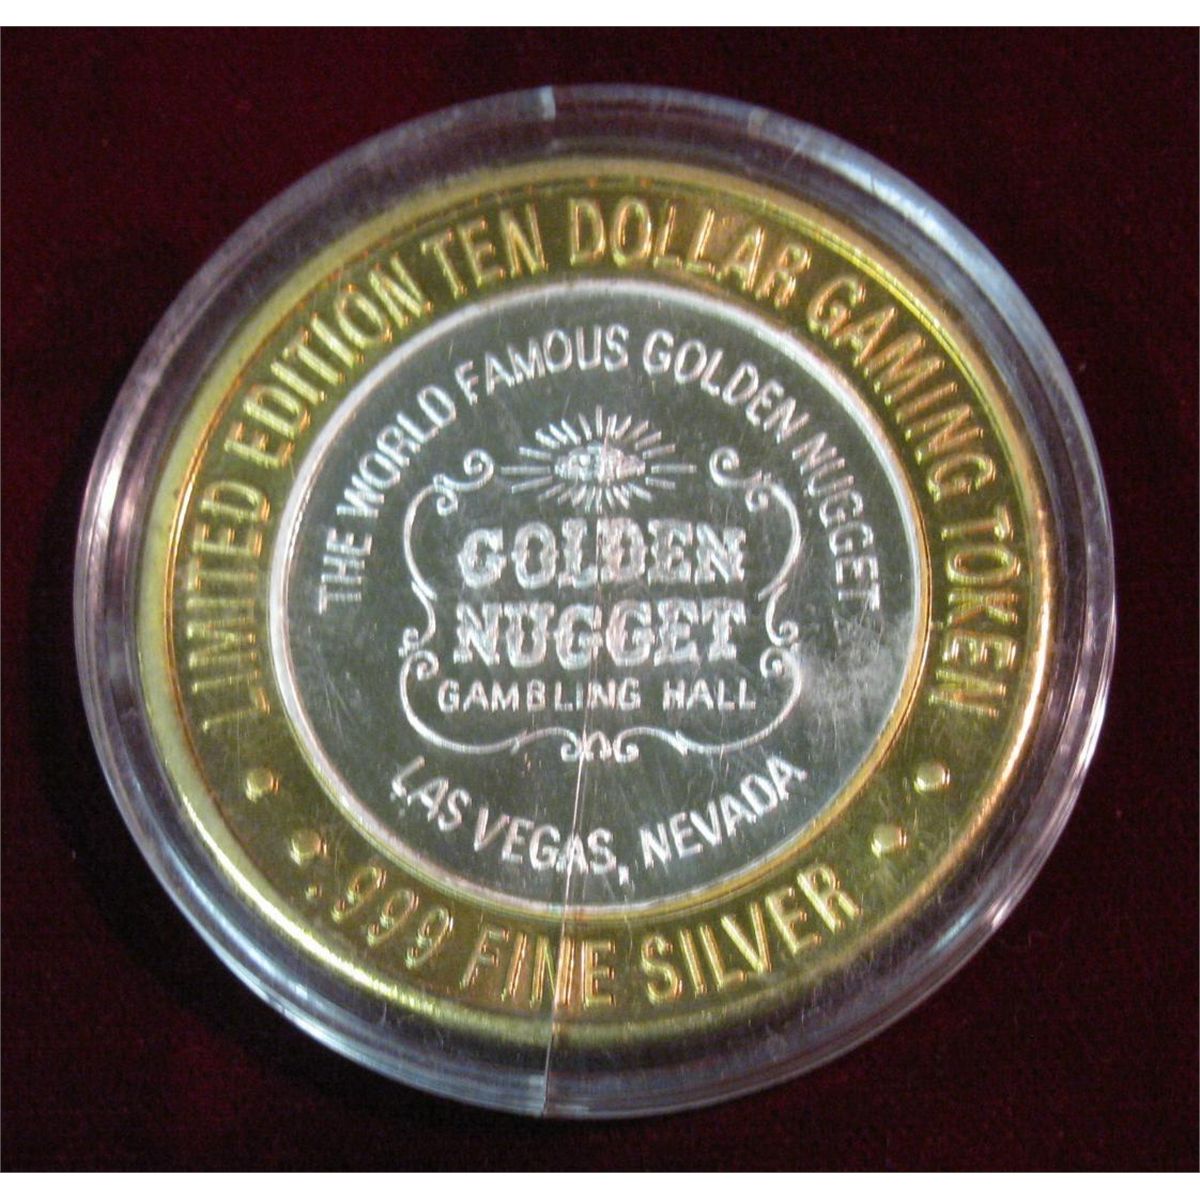 LIMITED EDITION TEN DOLLAR GAMING TOKEN
THE WORLD FAMOUS GOLDEN NUGGET
GOLDEN
NUGGET
GAMBLING HALL
LAS VEGAS, NEVADA
.999 FINE SILVER